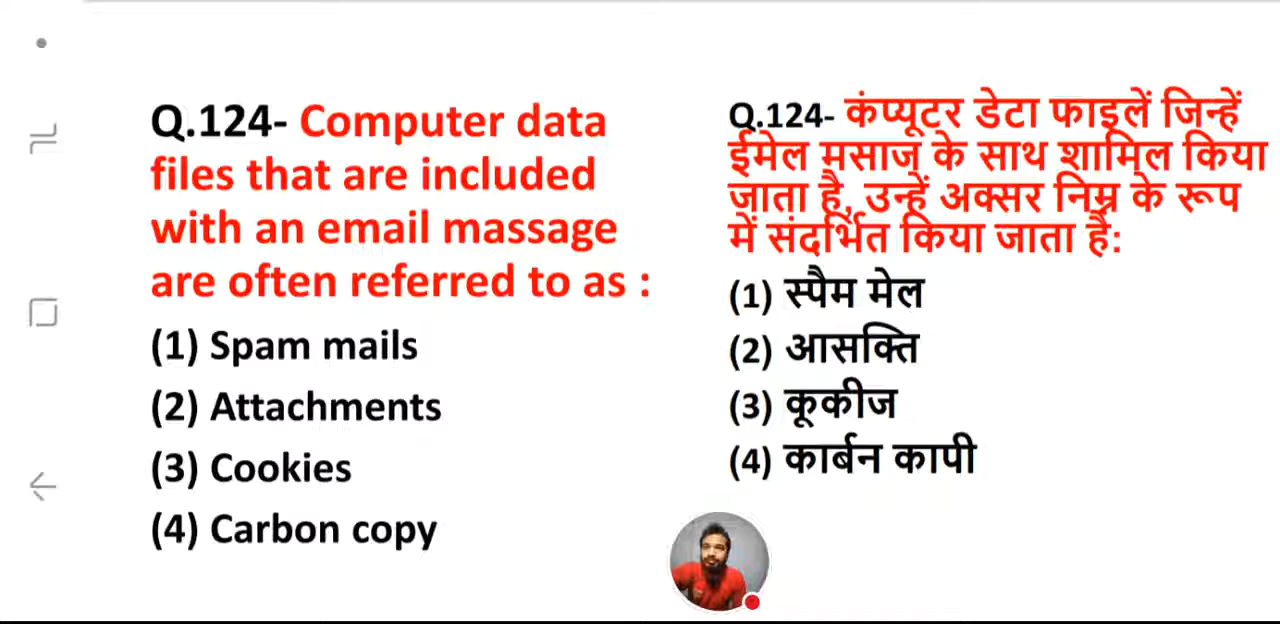 Q.124- Computer data
files that are included
with an email massage
are often referred to as :
(1) Spam mails
(2) Attachments
(3) Cookies
(4) Carbon copy
Q.124- कंप्यूटर डेटा फाइलें जिन्हें
ईमेल मसाज के साथ शामिल किया
जाता है, उन्हें अक्सर निम्न के रूप
में संदर्भित किया जाता है:
(1) स्पैम मेल
(2) आसक्ति
(3) कूकीज
(4) कार्बन कापी